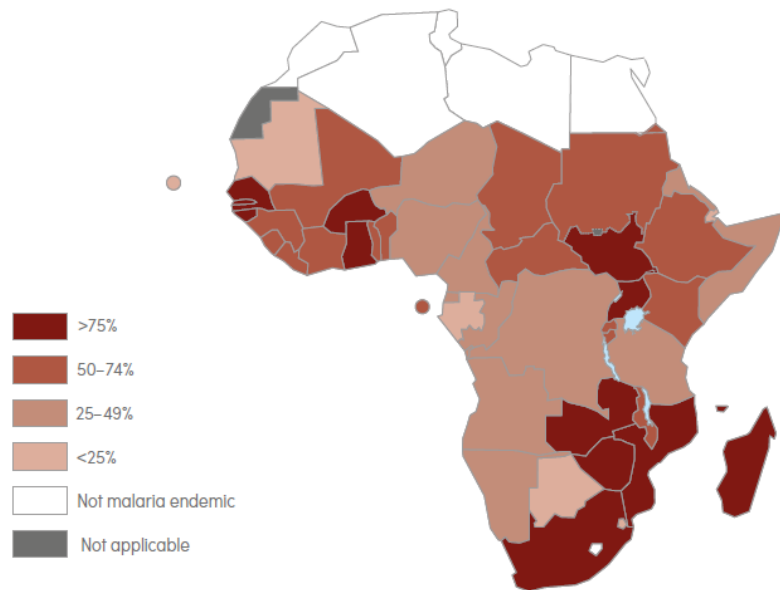 >75%
50–74%
25–49%
<25%
Not malaria endemic
Not applicable